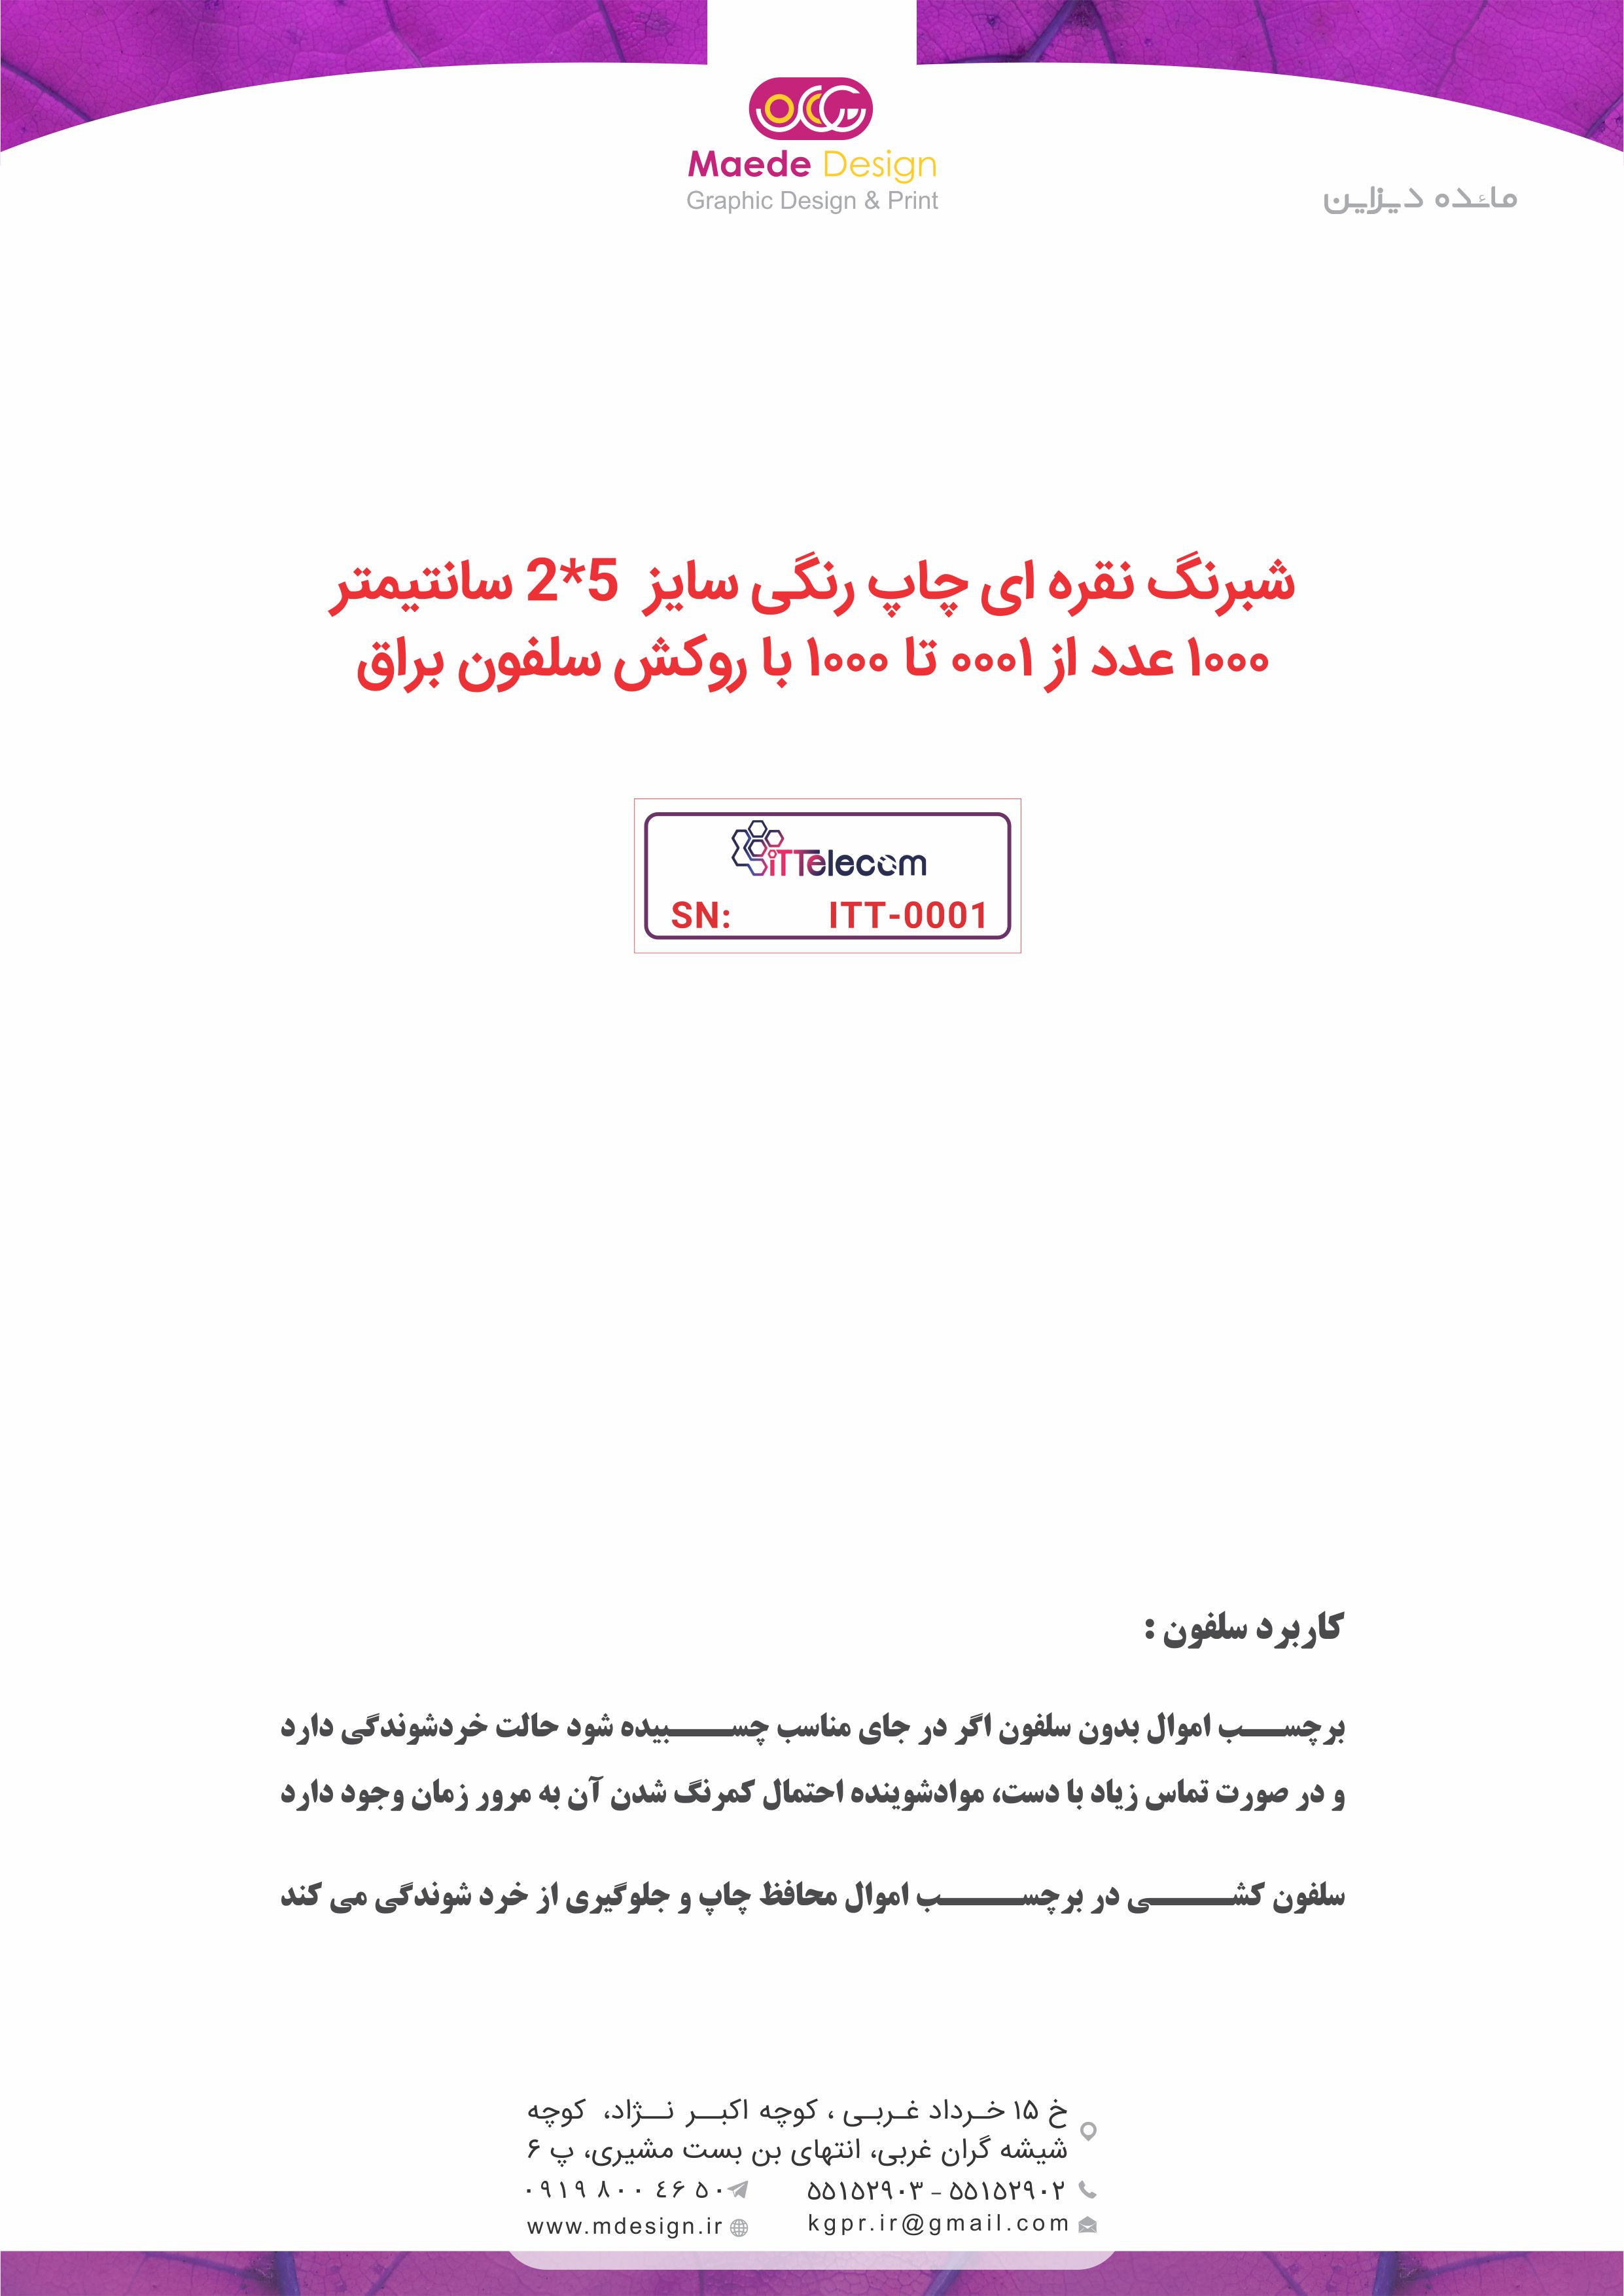 Maede Design
Graphic Design & Print
مائده دیزاین
شبرنگ نقره ای چاپ رنگی سایز 5*2 سانتیمتر
۱۰۰۰ عدد از ۰۰۰۱ تا ۱۰۰۰ با روکش سلفون براق
iTTelecom
SN: ITT-0001
کاربرد سلفون :
برچسب اموال بدون سلفون اگر در جای مناسب چسبیده شود حالت خردشوندگی دارد
و در صورت تماس زیاد با دست، موادشوینده احتمال کمرنگ شدن آن به مرور زمان وجود دارد
سلفون کشی در برچسب اموال محافظ چاپ و جلوگیری از خرد شوندگی می کند
خ ۱۵ خرداد غربی ، کوچه اکبر نژاد، کوچه
شیشه گران غربی، انتهای بن بست مشیری، پ ۶
۵۵۱۵۲۹۰۲ - ۵۵۱۵۲۹۰۳
۰۹۱۹ ۸۰۰ ٤۶ ۵۰
kgpr.ir@gmail.com
www.mdesign.ir